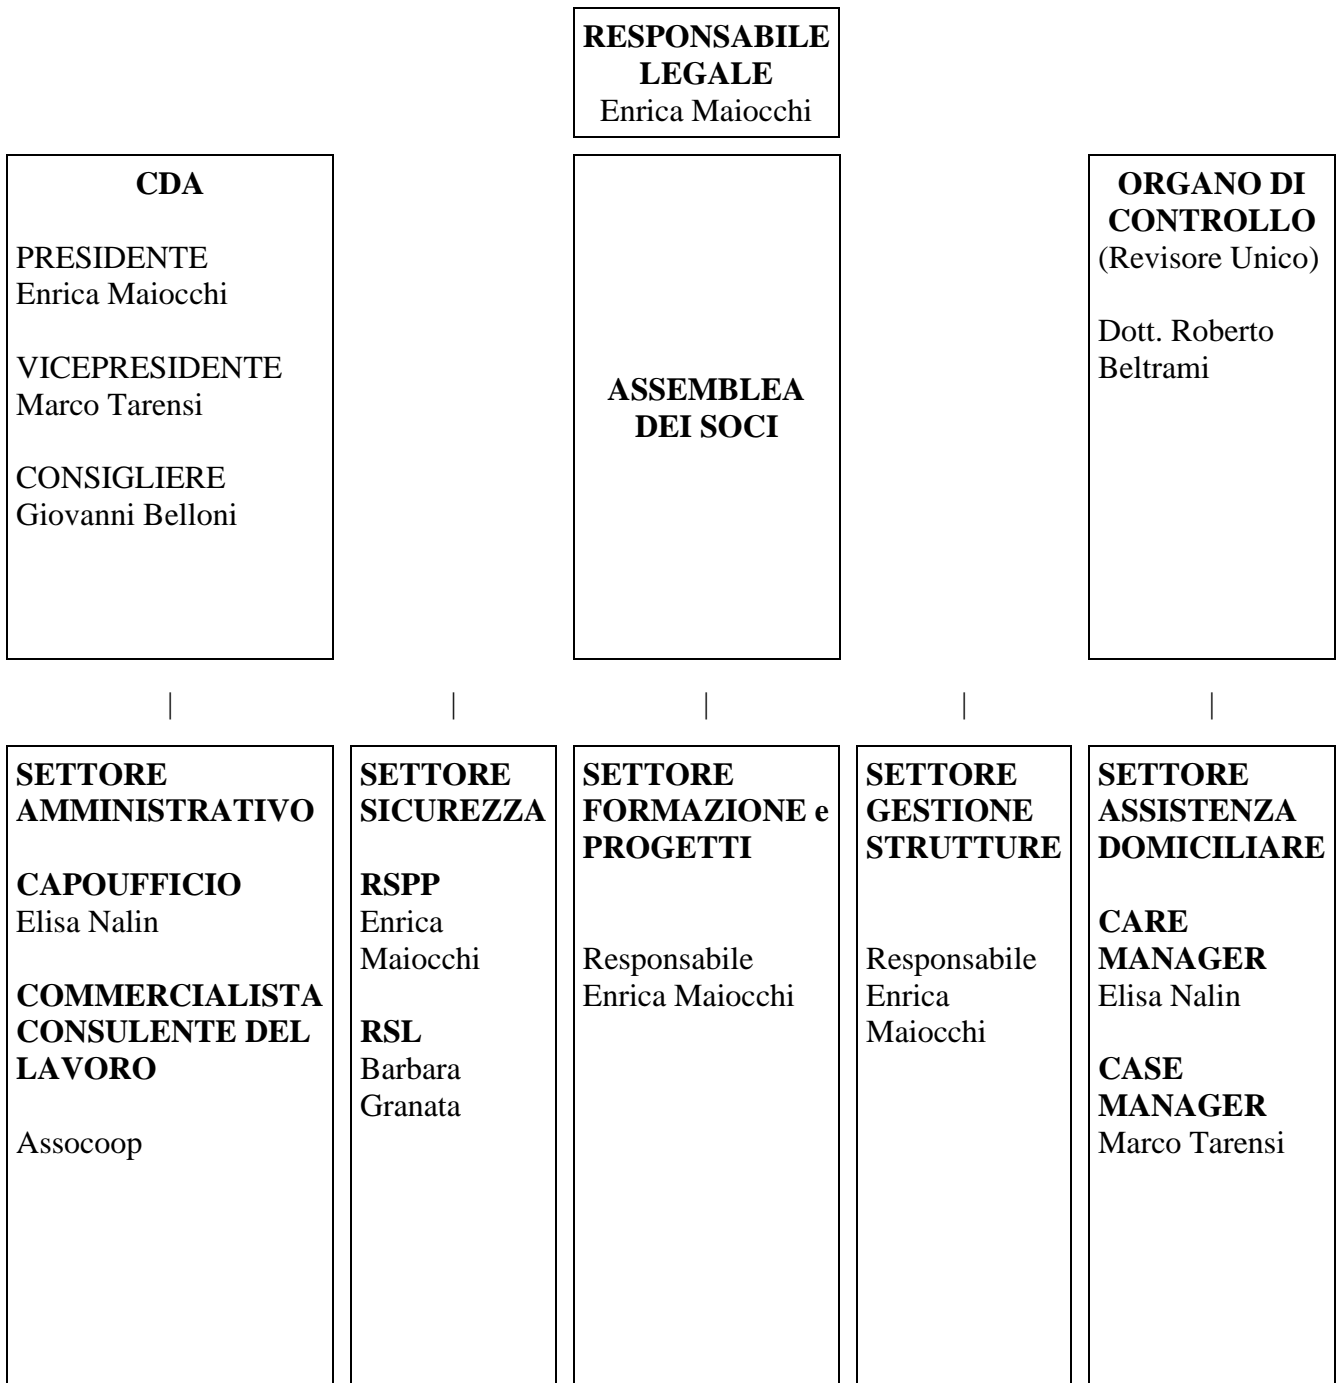 RESPONSABILE
LEGALE
Enrica Maiocchi
CDA
PRESIDENTE
Enrica Maiocchi
VICEPRESIDENTE
Marco Tarensi
CONSIGLIERE
Giovanni Belloni
ASSEMBLEA
DEI SOCI
ORGANO DI
CONTROLLO
(Revisore Unico)
Dott. Roberto
Beltrami
SETTORE
AMMINISTRATIVO
CAPOUFFICIO
Elisa Nalin
COMMERCIALISTA
CONSULENTE DEL
LAVORO
Assocoop
SETTORE
SICUREZZA
RSPP
Enrica
Maiocchi
RSL
Barbara
Granata
SETTORE
FORMAZIONE e
PROGETTI
Responsabile
Enrica Maiocchi
SETTORE
GESTIONE
STRUTTURE
Responsabile
Enrica
Maiocchi
SETTORE
ASSISTENZA
DOMICILIARE
CARE
MANAGER
Elisa Nalin
CASE
MANAGER
Marco Tarensi